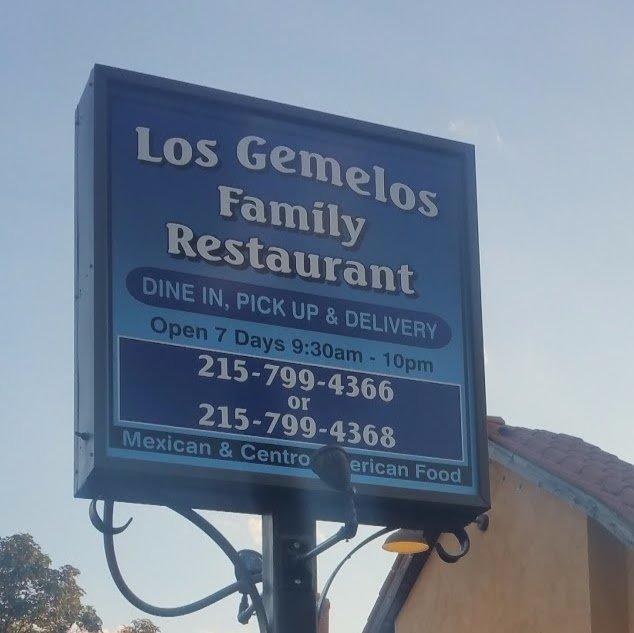 Los Gemelos
Family
Restaurant
DINE IN, PICK UP & DELIVERY
Open 7 Days 9:30am - 10pm
215-799-4366
or
215-799-4368
Mexican & Centro Food